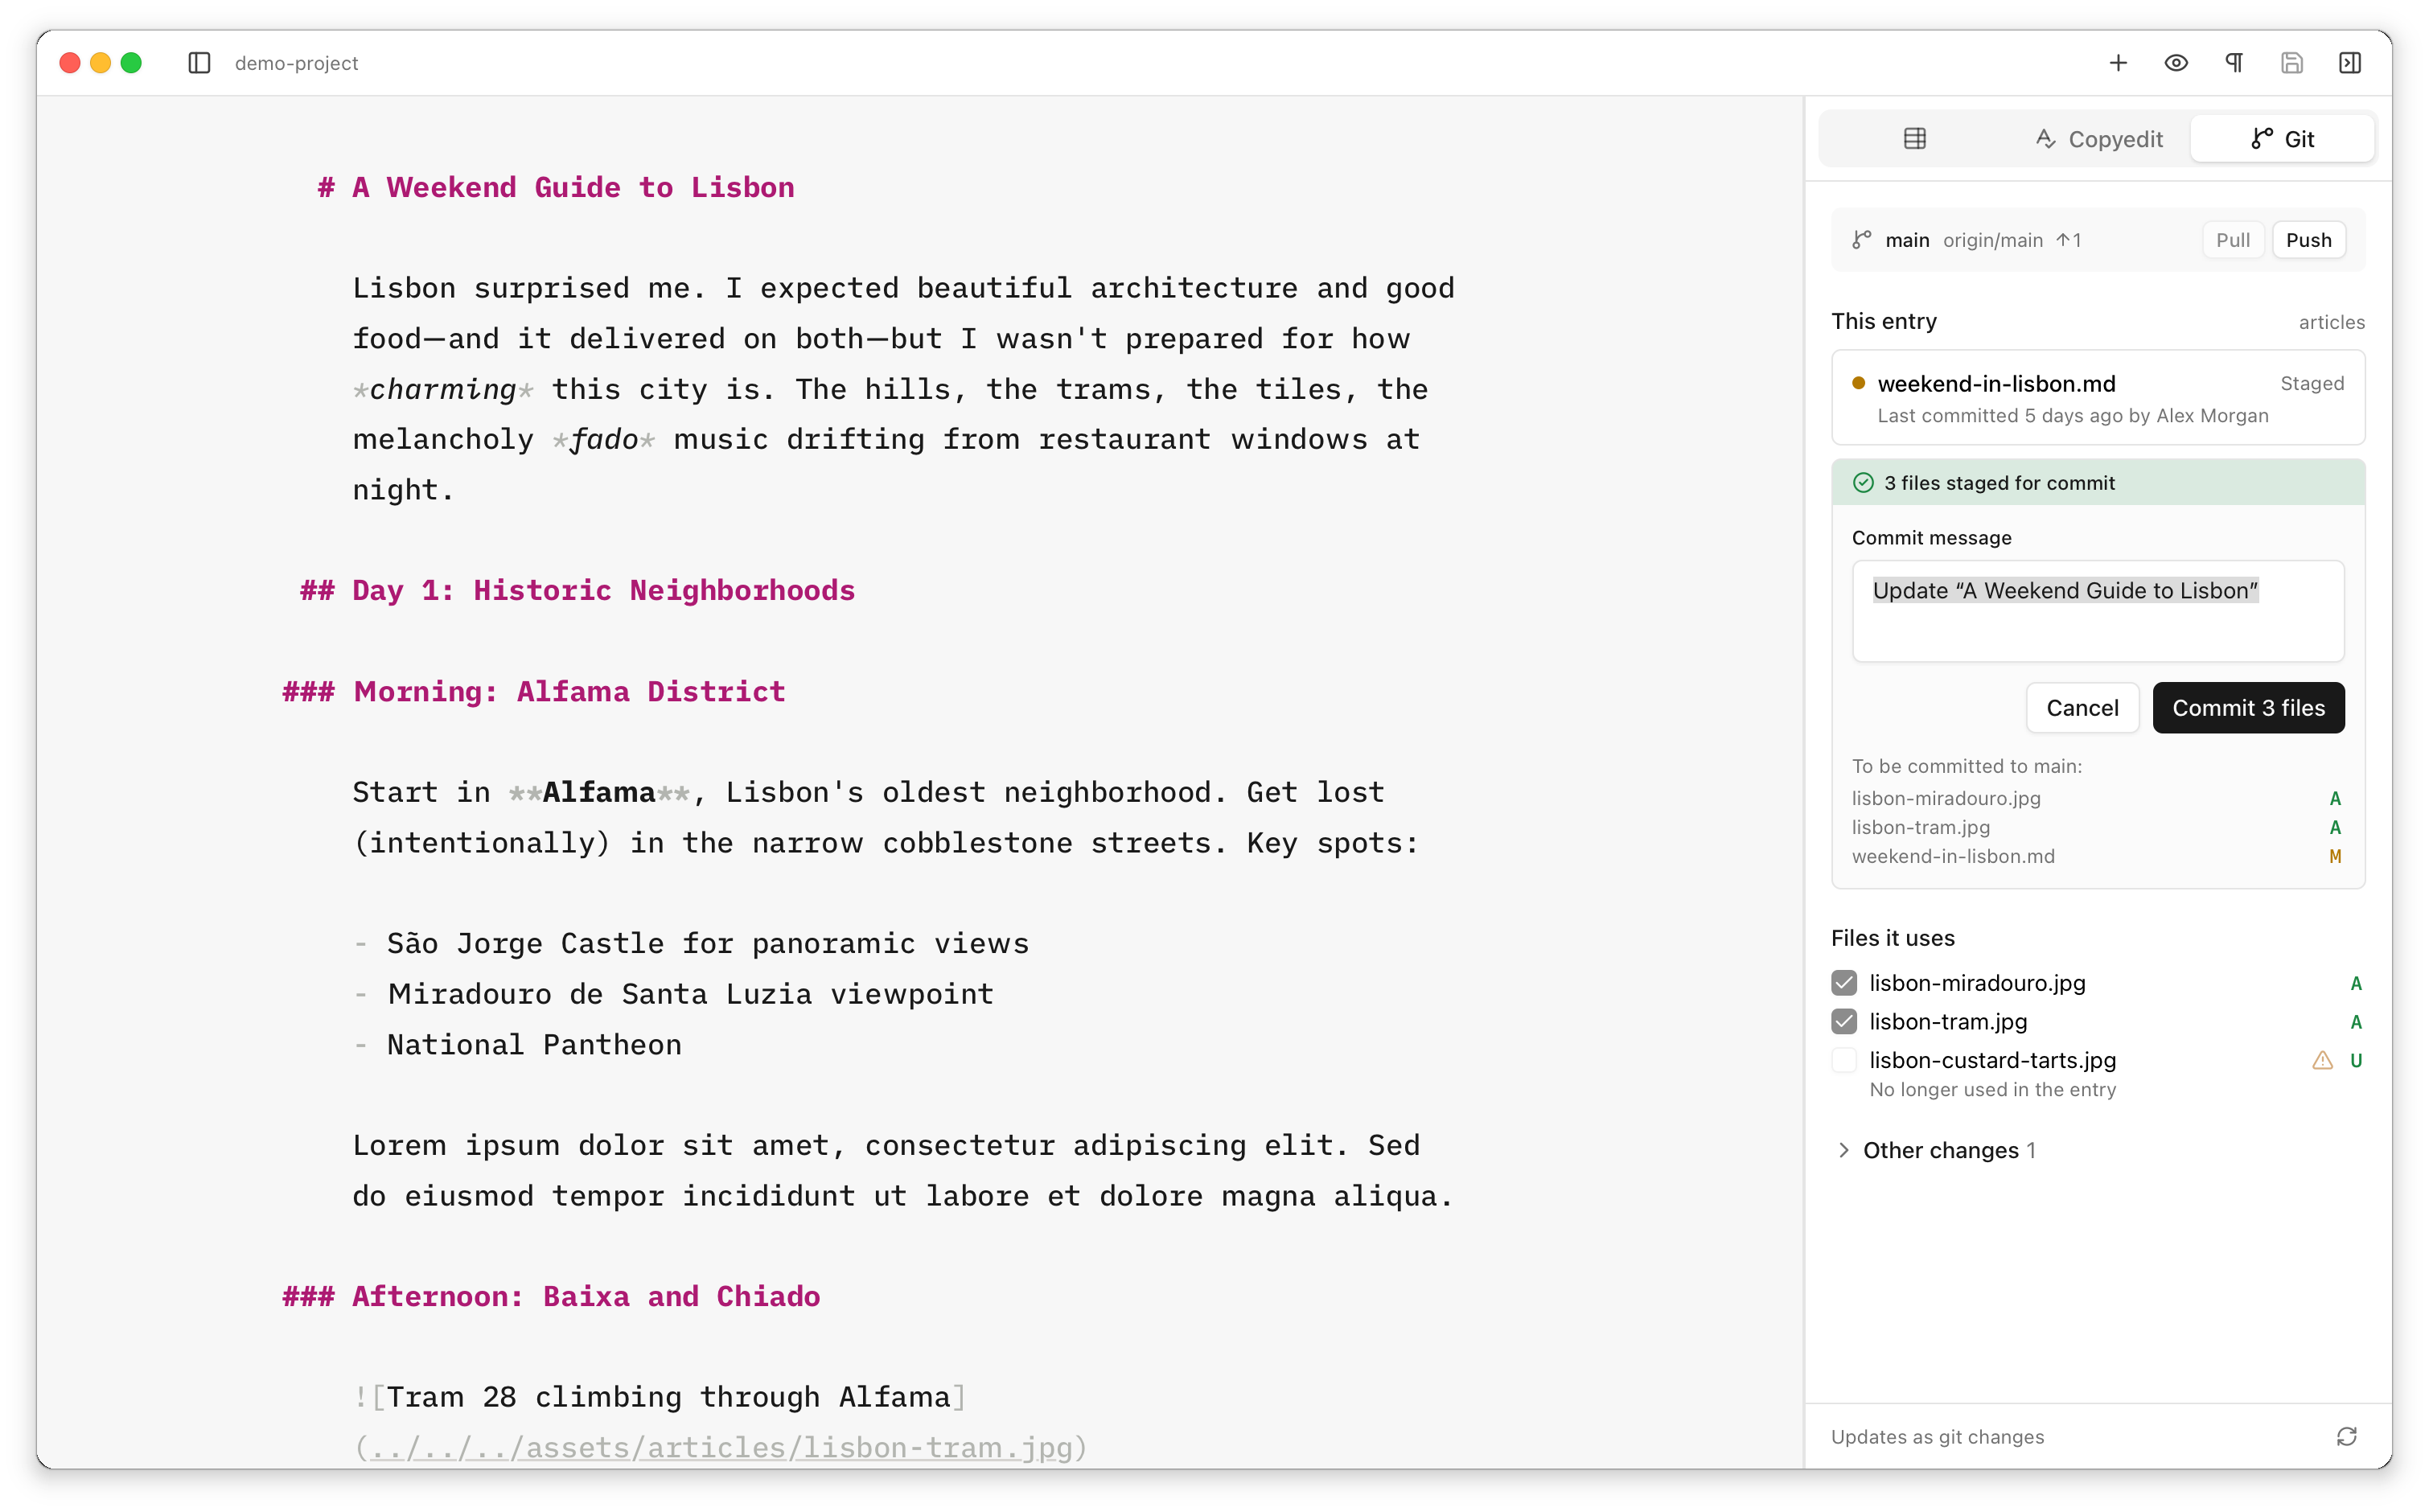 demo-project
# A Weekend Guide to Lisbon
Lisbon surprised me. I expected beautiful architecture and good
food—and it delivered on both—but I wasn't prepared for how
*charming* this city is. The hills, the trams, the tiles, the
melancholy *fado* music drifting from restaurant windows at
night.
## Day 1: Historic Neighborhoods
### Morning: Alfama District
Start in **Alfama**, Lisbon's oldest neighborhood. Get lost
(intentionally) in the narrow cobblestone streets. Key spots:
- São Jorge Castle for panoramic views
- Miradouro de Santa Luzia viewpoint
- National Pantheon
Lorem ipsum dolor sit amet, consectetur adipiscing elit. Sed
do eiusmod tempor incididunt ut labore et dolore magna aliqua.
### Afternoon: Baixa and Chiado
![Tram 28 climbing through Alfama]
(../../../assets/articles/lisbon-tram.jpg)
Copyedit
Git
main origin/main ↑1
Pull
Push
This entry
articles
weekend-in-lisbon.md
Staged
Last committed 5 days ago by Alex Morgan
3 files staged for commit
Commit message
Update “A Weekend Guide to Lisbon”
Cancel
Commit 3 files
To be committed to main:
lisbon-miradouro.jpg A
lisbon-tram.jpg A
weekend-in-lisbon.md M
Files it uses
lisbon-miradouro.jpg A
lisbon-tram.jpg A
lisbon-custard-tarts.jpg U
No longer used in the entry
Other changes 1
Updates as git changes